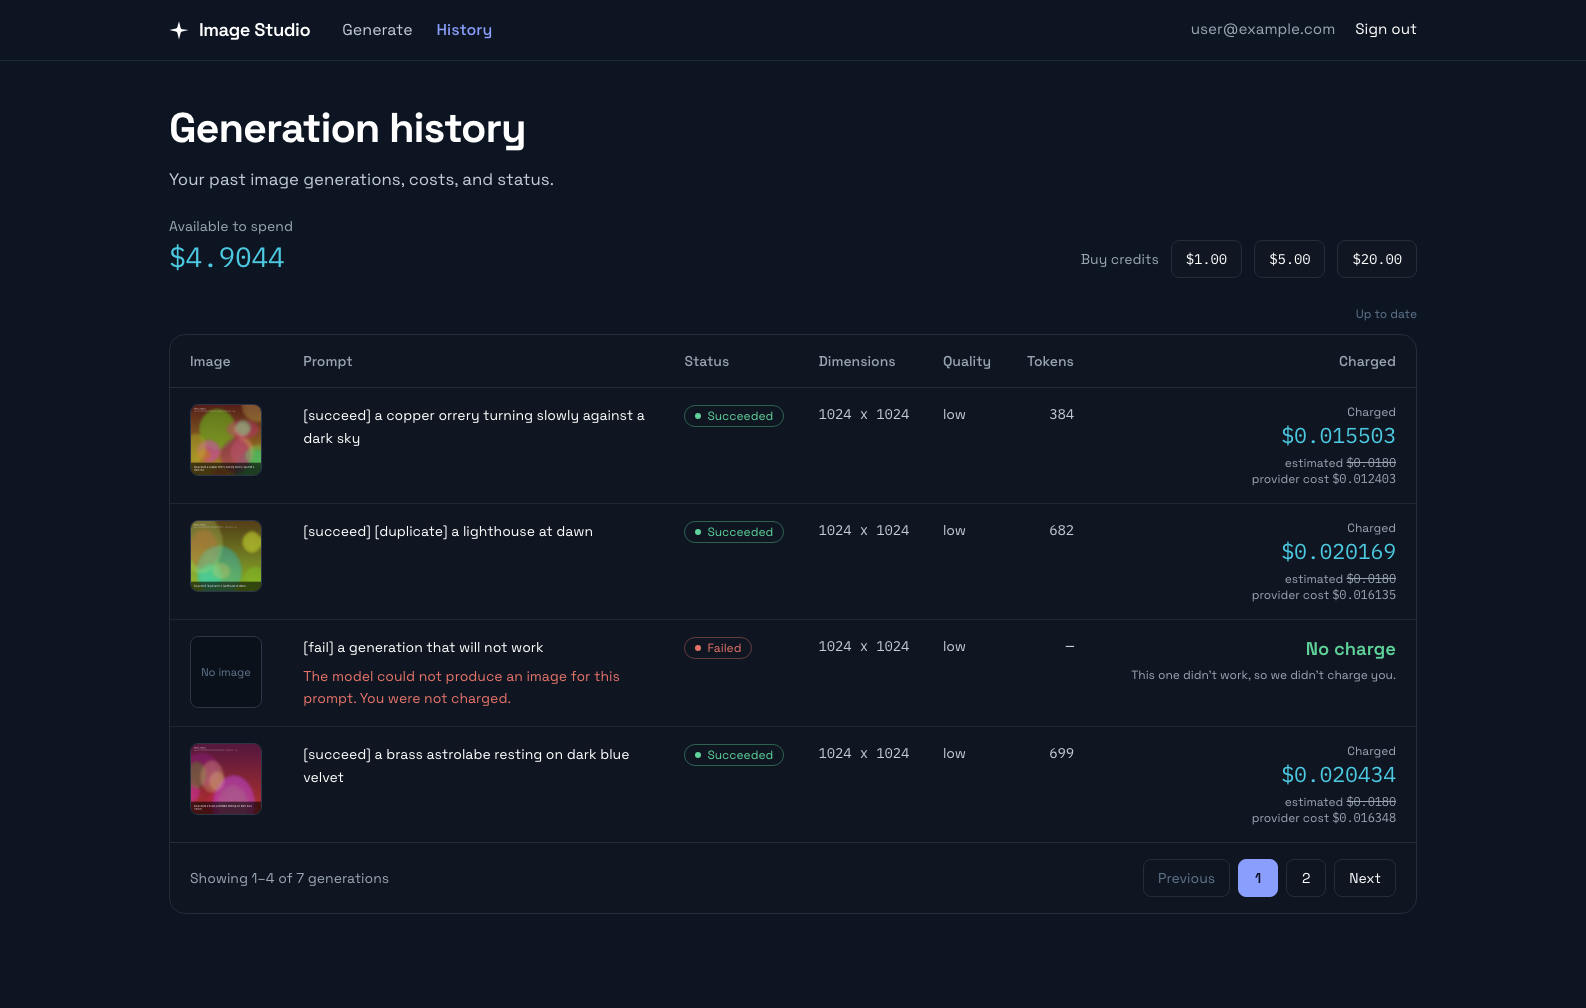 Image Studio
Generate
History
user@example.com
Sign out
Generation history
Your past image generations, costs, and status.
Available to spend
$4.9044
Buy credits
$1.00
$5.00
$20.00
Up to date
Image
Prompt
Status
Dimensions
Quality
Tokens
Charged
[succeed] a copper orrery turning slowly against a
dark sky
Succeeded
1024 x 1024
low
384
Charged
$0.015503
estimated $0.0180
provider cost $0.012403
[succeed] [duplicate] a lighthouse at dawn
Succeeded
1024 x 1024
low
682
Charged
$0.020169
estimated $0.0180
provider cost $0.016135
No image
[fail] a generation that will not work
The model could not produce an image for this
prompt. You were not charged.
Failed
1024 x 1024
low
—
No charge
This one didn't work, so we didn't charge you.
[succeed] a brass astrolabe resting on dark blue
velvet
Succeeded
1024 x 1024
low
699
Charged
$0.020434
estimated $0.0180
provider cost $0.016348
Showing 1–4 of 7 generations
Previous
1
2
Next